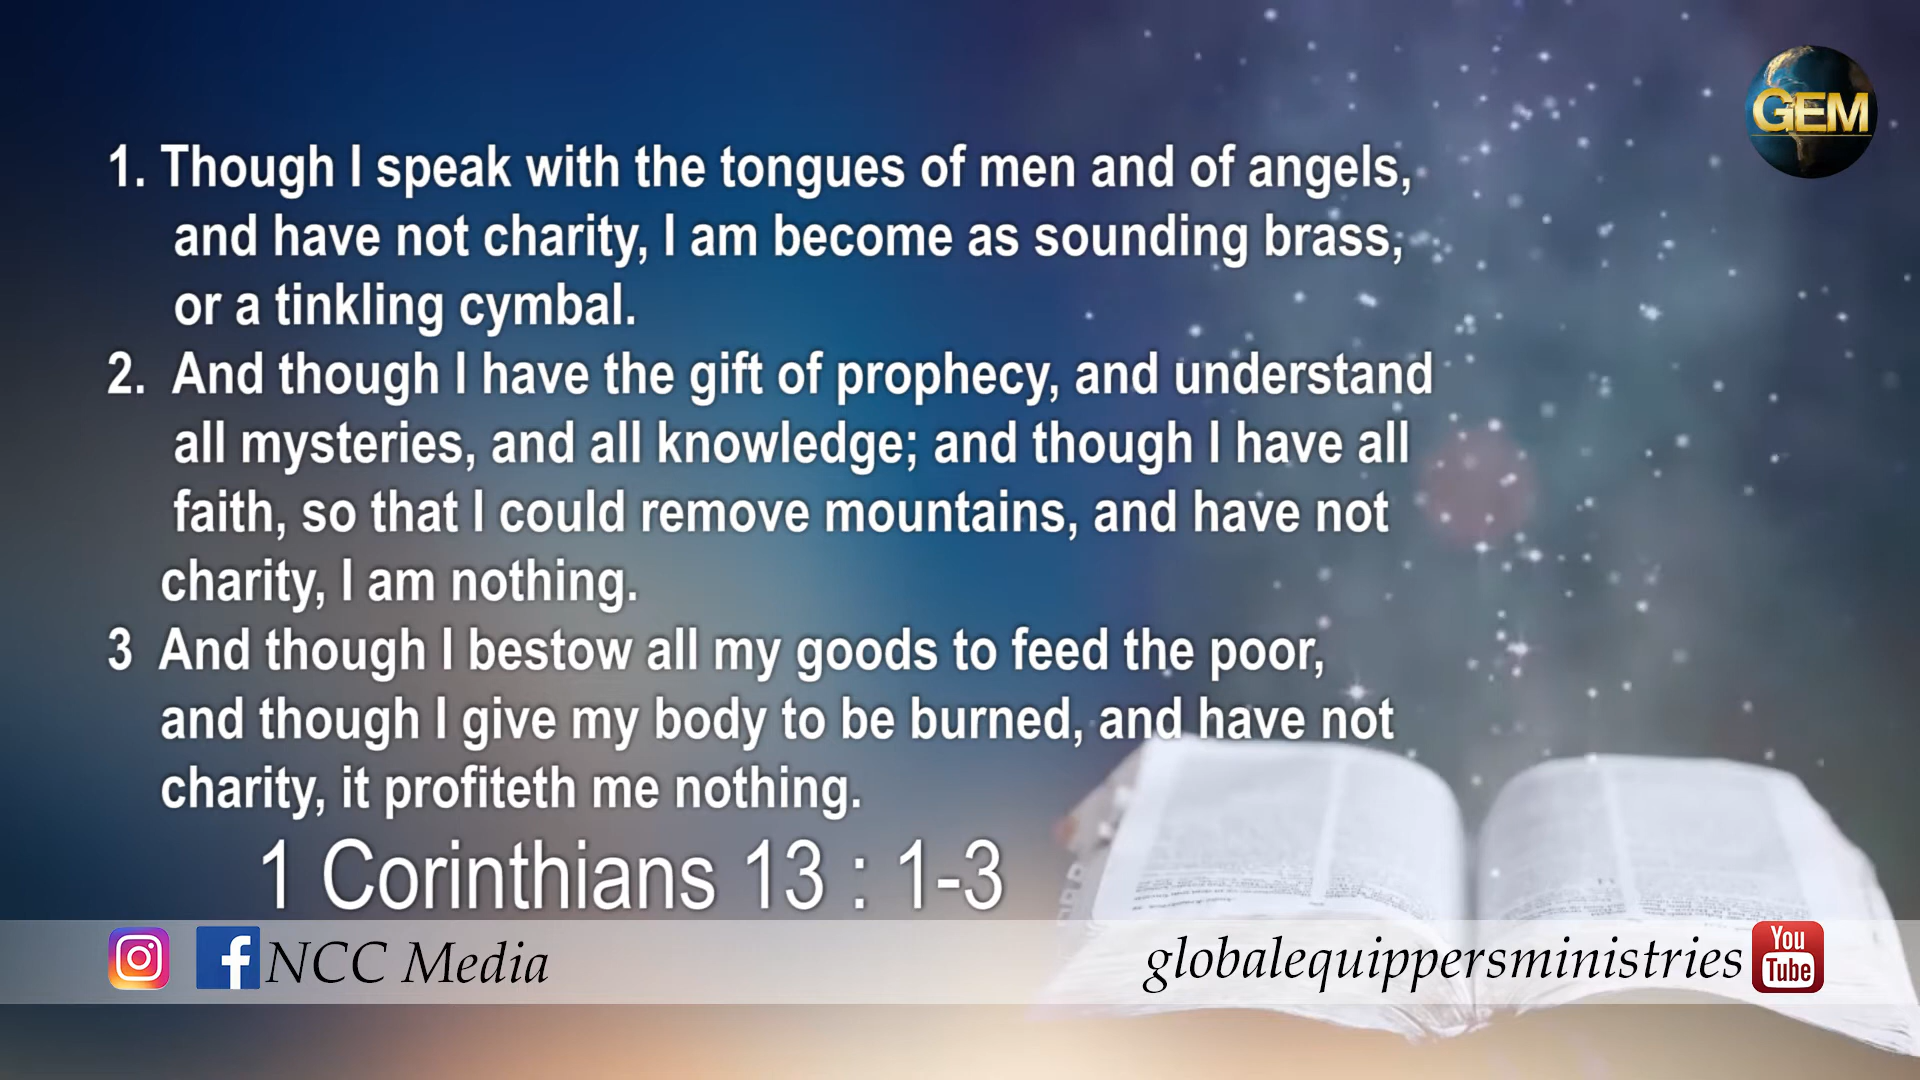 GEM
1. Though I speak with the tongues of men and of angels,
and have not charity, I am become as sounding brass,
or a tinkling cymbal.
2. And though I have the gift of prophecy, and understand
all mysteries, and all knowledge; and though I have all
faith, so that I could remove mountains, and have not
charity, I am nothing.
3 And though I bestow all my goods to feed the poor,
and though I give my body to be burned, and have not
charity, it profiteth me nothing.
1 Corinthians 13 : 1-3
NCC Media
globalequippersministries
You
Tube